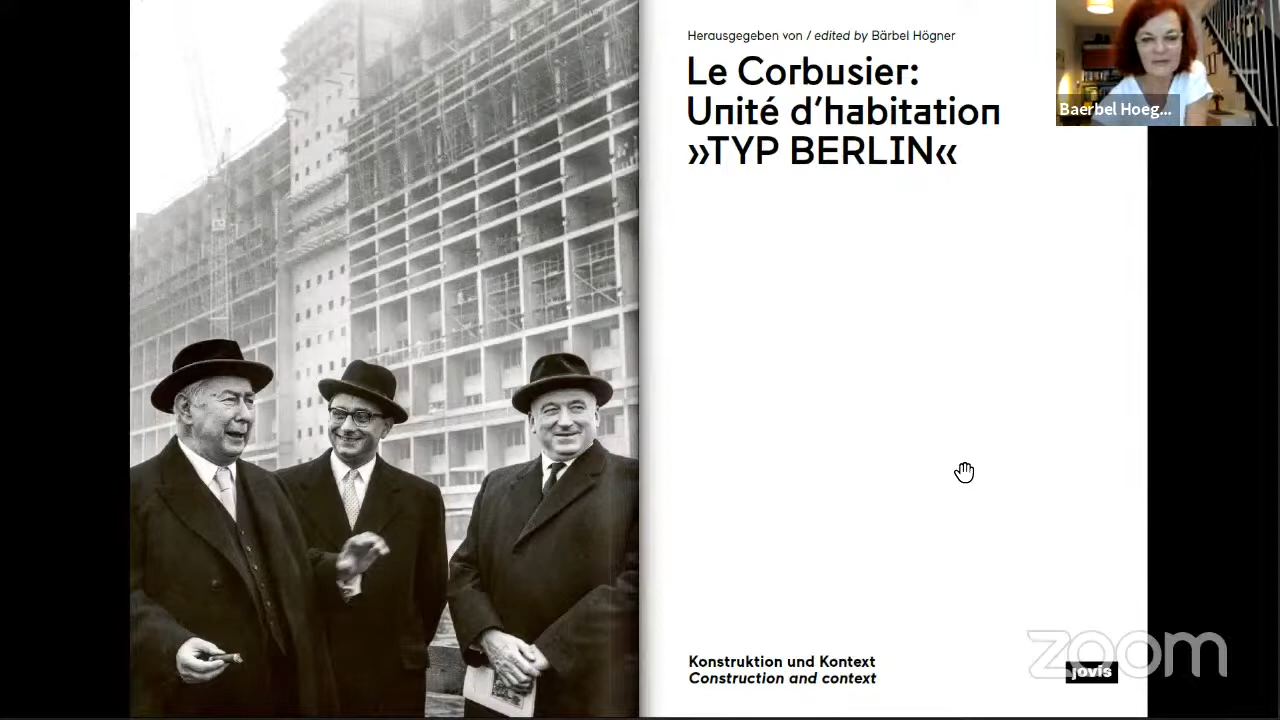 Herausgegeben von / edited by Bärbel Högner
Le Corbusier:
Unité d'habitation
»TYP BERLIN«
Baerbel Hoeg...
Konstruktion und Kontext
Construction and context
zoom
jovis